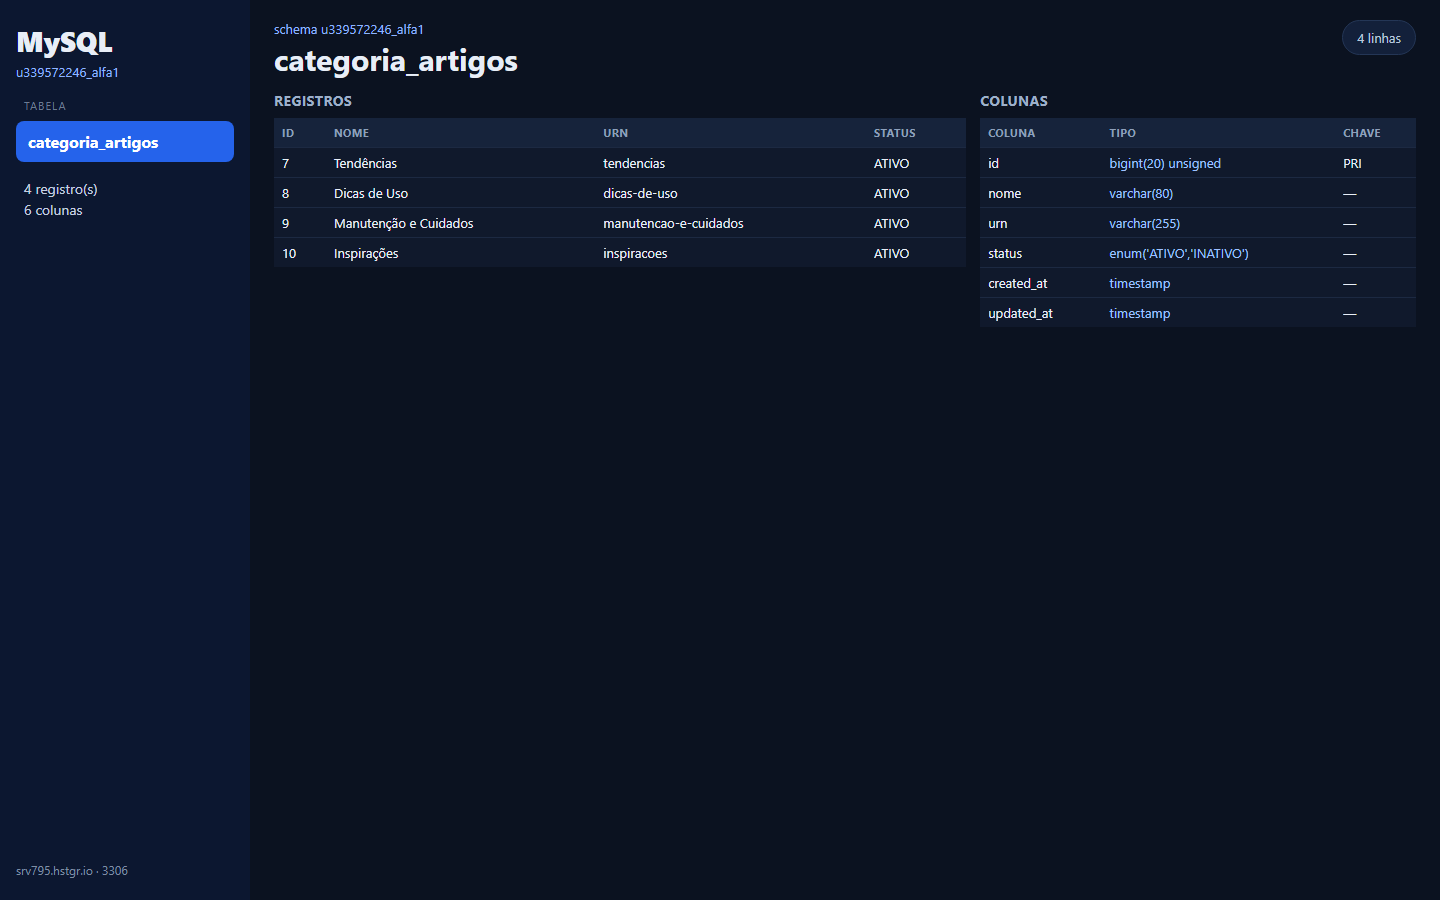 MySQL
u339572246_alfa1
TABELA
categoria_artigos
4 registro(s)
6 colunas
srv795.hstgr.io · 3306
schema u339572246_alfa1
categoria_artigos
4 linhas
REGISTROS
ID NOME URN STATUS
7 Tendências tendencias ATIVO
8 Dicas de Uso dicas-de-uso ATIVO
9 Manutenção e Cuidados manutencao-e-cuidados ATIVO
10 Inspirações inspiracoes ATIVO
COLUNAS
COLUNA TIPO CHAVE
id bigint(20) unsigned PRI
nome varchar(80) —
urn varchar(255) —
status enum('ATIVO','INATIVO') —
created_at timestamp —
updated_at timestamp —